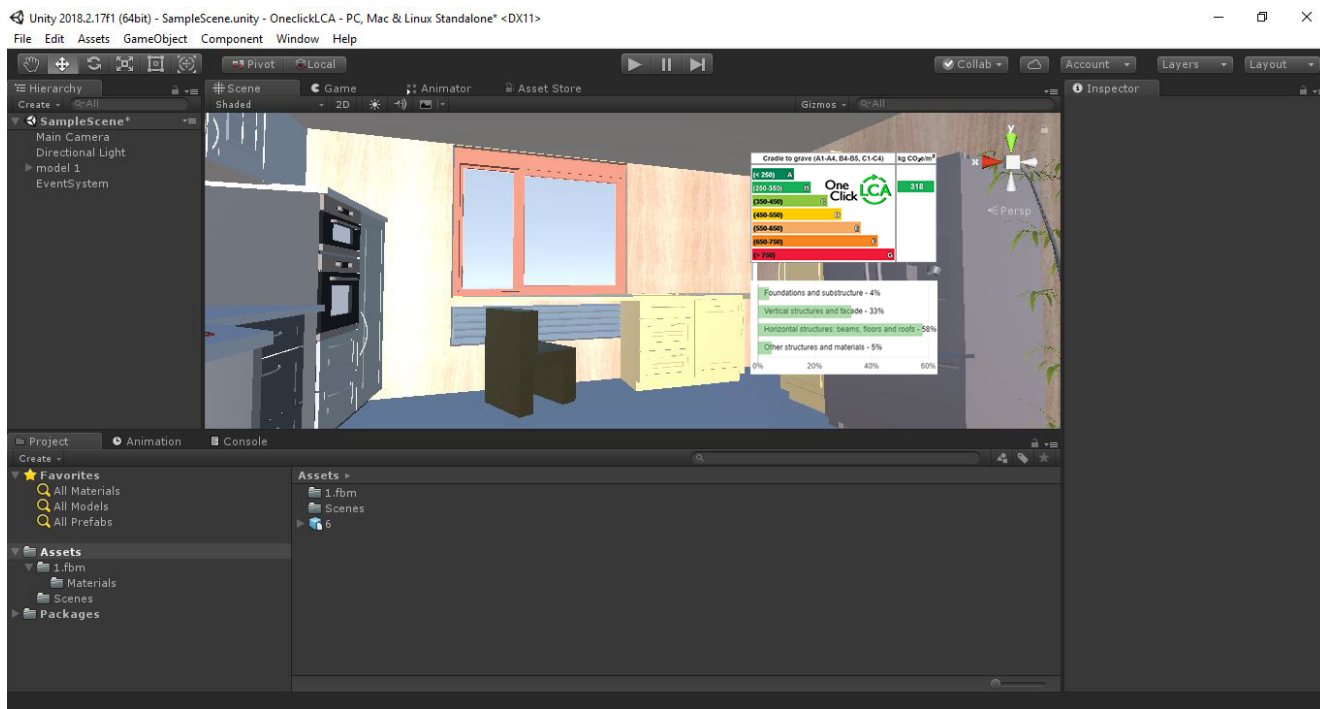 Unity 2018.2.17f1 (64bit) - SampleScene.unity - OneclickLCA - PC, Mac & Linux Standalone* <DX11>
File Edit Assets GameObject Component Window Help
Pivot Local Collab Account Layers Layout
Hierarchy Scene Game Animator Asset Store Inspector
Create All Shaded 2D Gizmos All
SampleScene*
Main Camera
Directional Light
model 1
EventSystem
Cradle to grave (A1-A4, B4-B5, C1-C4) kg CO₂e/m²
(< 250) A
(250-350) B 318
(350-450) C
(450-550) D
(550-650) E
(650-750) F
(> 750) G
One Click LCA
y
x
Persp
Foundations and substructure - 4%
Vertical structures and facade - 33%
Horizontal structures: beams, floors and roofs - 58%
Other structures and materials - 5%
0% 20% 40% 60%
Project Animation Console
Create
Favorites
All Materials
All Models
All Prefabs
Assets
1.fbm
Materials
Scenes
Packages
Assets
1.fbm
Scenes
6